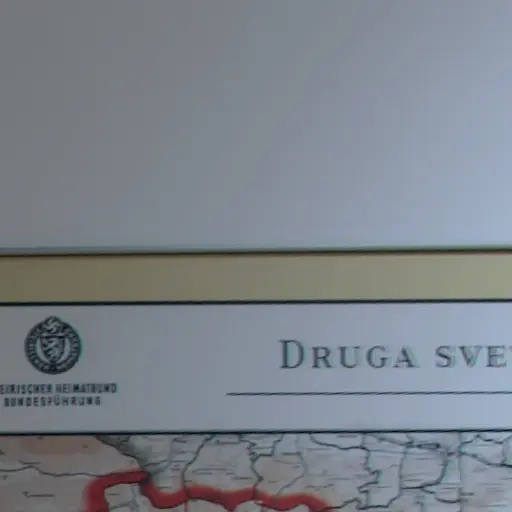 DRUGA SVE
EIRISCHER HEIMATBUND
BUNDESFÜHRUNG